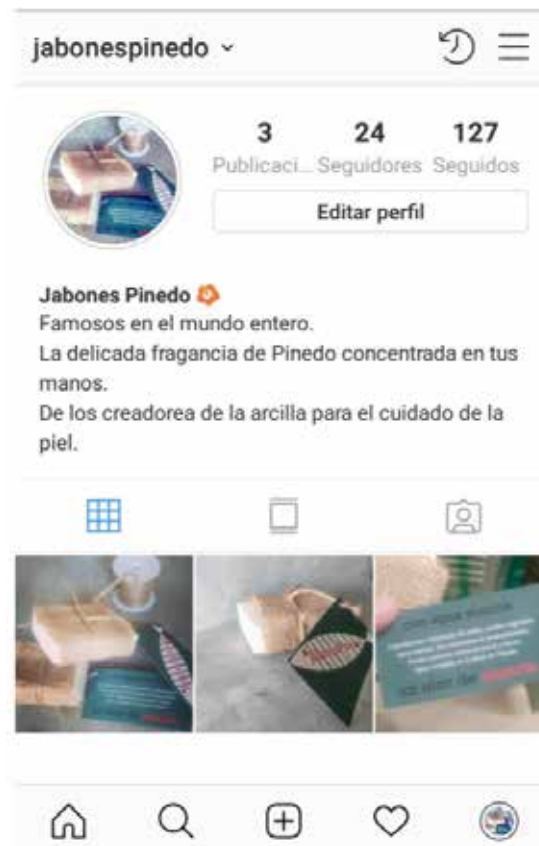 jabonespinedo
3 24 127
Publicaci... Seguidores Seguidos
Editar perfil
Jabones Pinedo
Famosos en el mundo entero.
La delicada fragancia de Pinedo concentrada en tus
manos.
De los creadorea de la arcilla para el cuidado de la
piel.